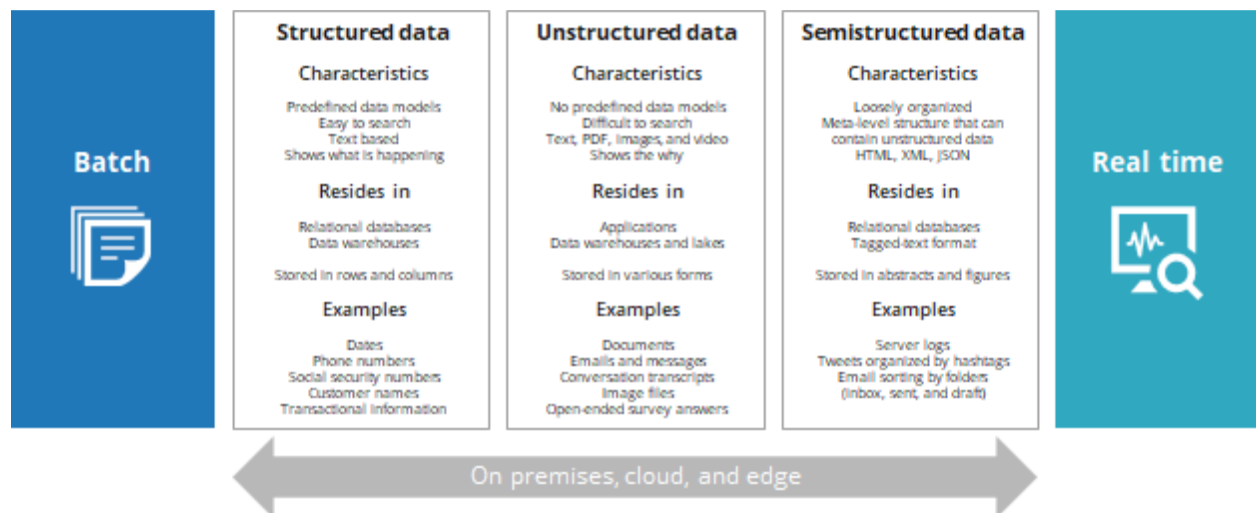 Batch
Structured data
Characteristics
Predefined data models
Easy to search
Text based
Shows what is happening
Resides in
Relational databases
Data warehouses
Stored in rows and columns
Examples
Dates
Phone numbers
Social security numbers
Customer names
Transactional information
Unstructured data
Characteristics
No predefined data models
Difficult to search
Text, PDF, images, and video
Shows the why
Resides in
Applications
Data warehouses and lakes
Stored in various forms
Examples
Documents
Emails and messages
Conversation transcripts
Image files
Open-ended survey answers
Semistructured data
Characteristics
Loosely organized
Meta-level structure that can
contain unstructured data
HTML, XML, JSON
Resides in
Relational databases
Tagged-text format
Stored in abstracts and figures
Examples
Server logs
Tweets organized by hashtags
Email sorting by folders
(inbox, sent, and draft)
Real time
On premises, cloud, and edge